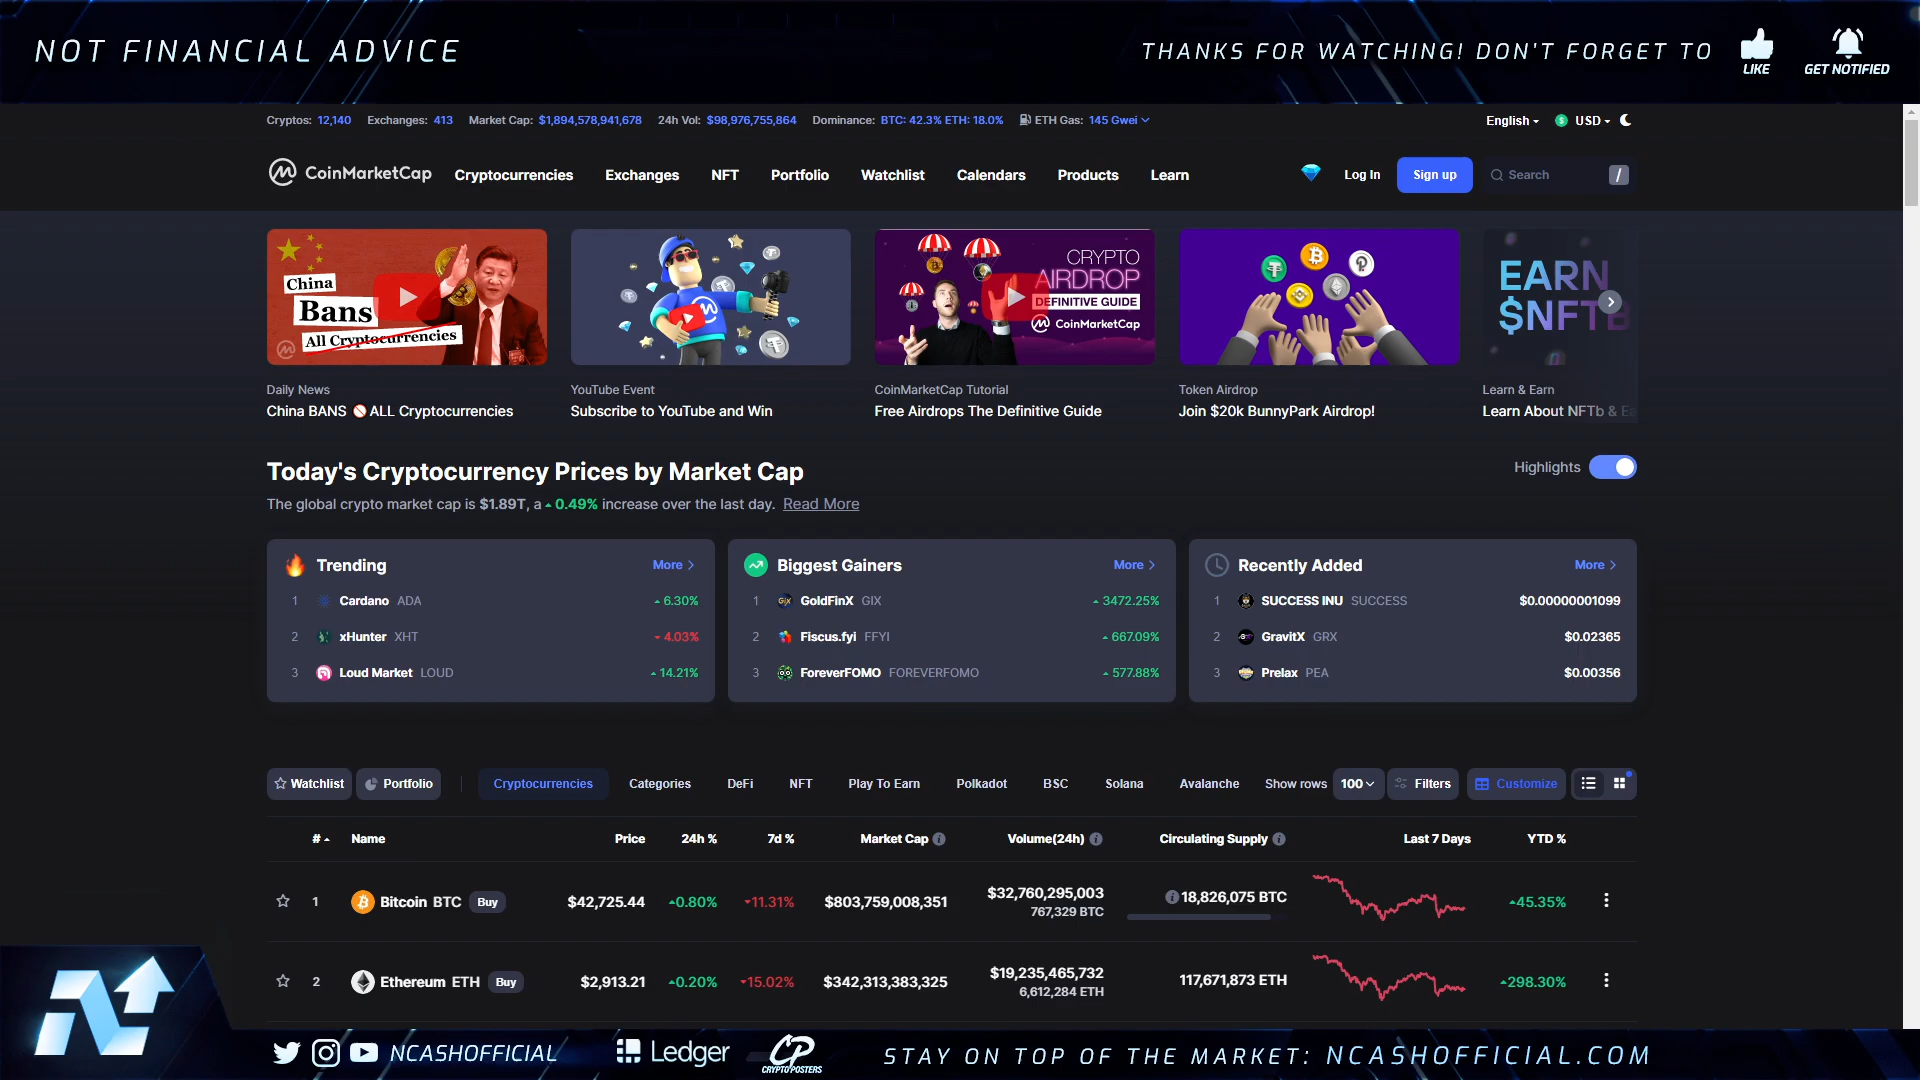 NOT FINANCIAL ADVICE
THANKS FOR WATCHING! DON'T FORGET TO
LIKE
GET NOTIFIED
Cryptos: 12,140 Exchanges: 413 Market Cap: $1,894,578,941,678 24h Vol: $98,976,755,864 Dominance: BTC: 42.3% ETH: 18.0% ETH Gas: 145 Gwei
English USD
CoinMarketCap Cryptocurrencies Exchanges NFT Portfolio Watchlist Calendars Products Learn Log In Sign up Search /
China
Bans
All Cryptocurrencies
CRYPTO
AIRDROP
DEFINITIVE GUIDE
CoinMarketCap
EARN
$NFTB
Daily News
China BANS ALL Cryptocurrencies
YouTube Event
Subscribe to YouTube and Win
CoinMarketCap Tutorial
Free Airdrops The Definitive Guide
Token Airdrop
Join $20k BunnyPark Airdrop!
Learn & Earn
Learn About NFTb & Ea
Today's Cryptocurrency Prices by Market Cap
Highlights
The global crypto market cap is $1.89T, a 0.49% increase over the last day. Read More
Trending More
1 Cardano ADA 6.30%
2 xHunter XHT 4.03%
3 Loud Market LOUD 14.21%
Biggest Gainers More
1 GoldFinX GIX 3472.25%
2 Fiscus.fyi FFYI 667.09%
3 ForeverFOMO FOREVERFOMO 577.88%
Recently Added More
1 SUCCESS INU SUCCESS $0.00000001099
2 GravitX GRX $0.02365
3 Prelax PEA $0.00356
Watchlist Portfolio Cryptocurrencies Categories DeFi NFT Play To Earn Polkadot BSC Solana Avalanche Show rows 100 Filters Customize
# Name Price 24h % 7d % Market Cap Volume(24h) Circulating Supply Last 7 Days YTD %
1 Bitcoin BTC Buy $42,725.44 0.80% 11.31% $803,759,008,351 $32,760,295,003 18,826,075 BTC 45.35%
767,329 BTC
2 Ethereum ETH Buy $2,913.21 0.20% 15.02% $342,313,383,325 $19,235,465,732 117,671,873 ETH 298.30%
6,612,284 ETH
NCASHOFFICIAL
Ledger
CP
CRYPTOPOSTERS
STAY ON TOP OF THE MARKET: NCASHOFFICIAL.COM